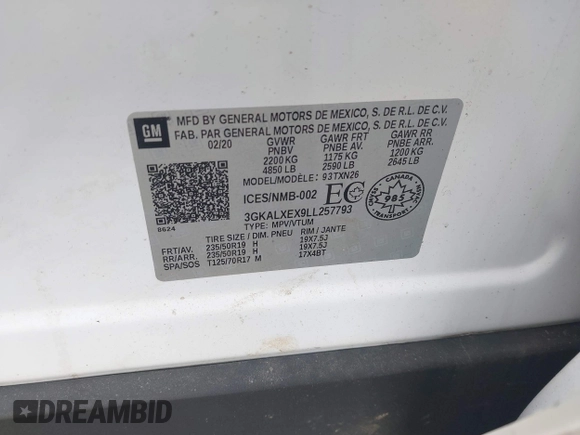 GM
MFD BY GENERAL MOTORS DE MEXICO, S. DE R.L. DE C.V.
FAB. PAR GENERAL MOTORS DE MEXICO, S. DE R.L. DE C.V.
02/20 GVWR GAWR FRT GAWR RR
PNBV PNBE AV. PNBE ARR.
2200 KG 1175 KG 1200 KG
4850 LB 2590 LB 2645 LB
MODEL/MODÈLE: 93TXN26
ICES/NMB-002 EC
CANADA 985
3GKALXEX9LL257793
TYPE: MPV/VTUM
8624
TIRE SIZE / DIM. PNEU RIM / JANTE
FRT/AV. 235/50R19 H 19X7.5J
RR/ARR. 235/50R19 H 19X7.5J
SPA/SOS T125/70R17 M 17X4BT
DREAMBID